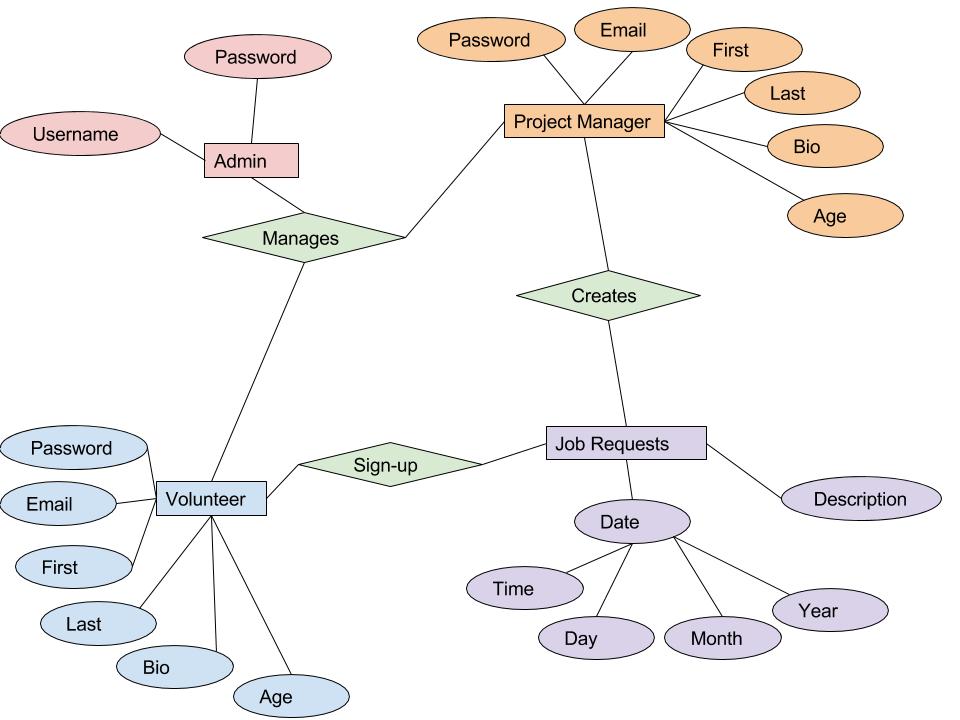 Password
Email
First
Last
Bio
Age
Project Manager
Password
Username
Admin
Manages
Creates
Password
Email
First
Last
Bio
Age
Volunteer
Sign-up
Job Requests
Description
Date
Time
Day
Month
Year